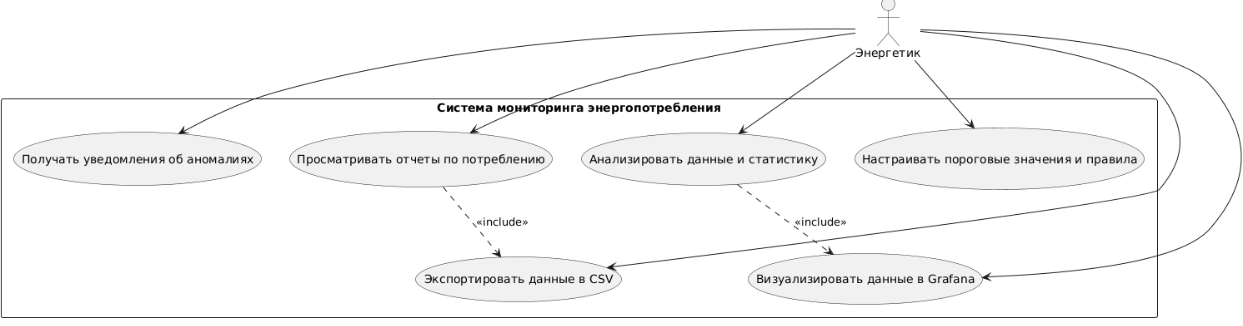 Энергетик
Система мониторинга энергопотребления
Получать уведомления об аномалиях
Просматривать отчеты по потреблению
Анализировать данные и статистику
Настраивать пороговые значения и правила
«include»
«include»
Экспортировать данные в CSV
Визуализировать данные в Grafana